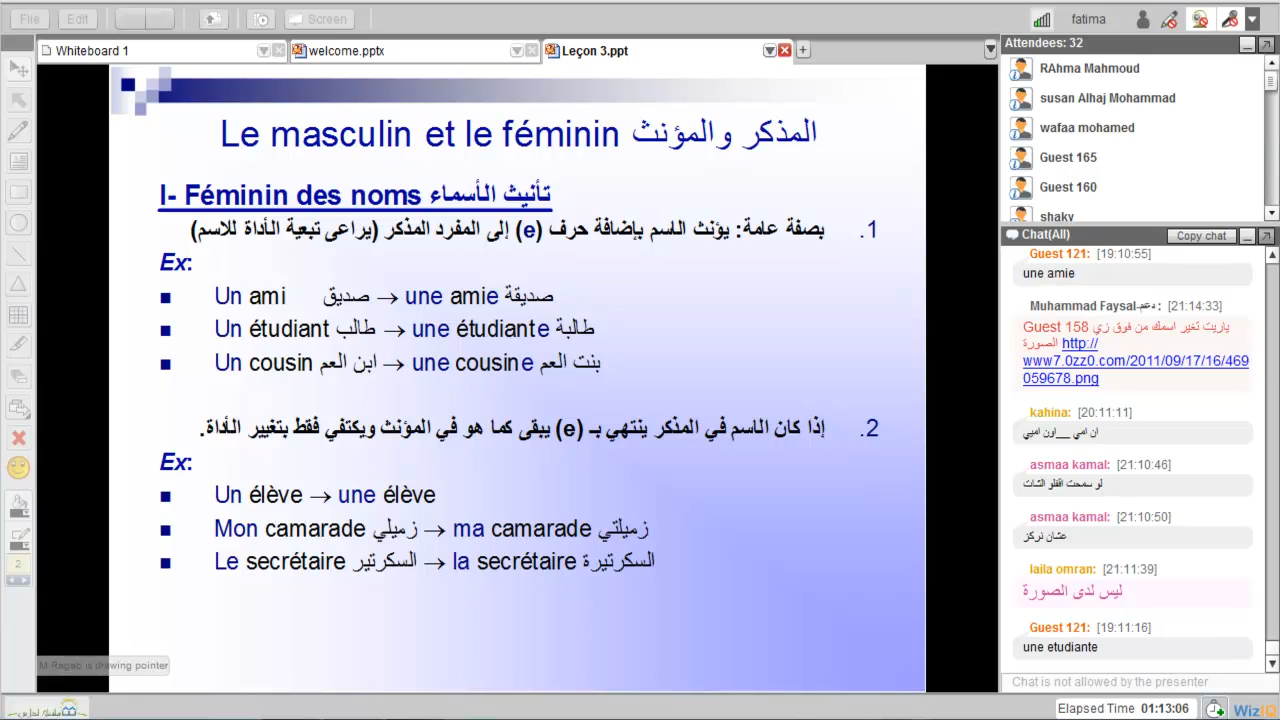 File Edit Screen fatima
Whiteboard 1 welcome.pptx Leçon 3.ppt
Le masculin et le féminin المذكر والمؤنث
I- Féminin des noms تأنيث الأسماء
1. بصفة عامة: يؤنث الاسم بإضافة حرف (e) إلى المفرد المذكر (يراعى تبعية الأداة للاسم)
Ex:
■ Un ami صديق → une amie صديقة
■ Un étudiant طالب → une étudiante طالبة
■ Un cousin ابن العم → une cousine بنت العم
2. إذا كان الاسم في المذكر ينتهي بـ (e) يبقى كما هو في المؤنث ويكتفي فقط بتغيير الأداة.
Ex:
■ Un élève → une élève
■ Mon camarade زميلي → ma camarade زميلتي
■ Le secrétaire السكرتير → la secrétaire السكرتيرة
M Ragab is drawing pointer
2
Attendees: 32
RAhma Mahmoud
susan Alhaj Mohammad
wafaa mohamed
Guest 165
Guest 160
shaky
Chat(All) Copy chat
Guest 121: [19:10:55]
une amie
Muhammad Faysal-دعم: [21:14:33]
Guest 158 ياريت تغير اسمك من فوق زي
الصورة http://
www7.0zz0.com/2011/09/17/16/469
059678.png
kahina: [20:11:11]
ان امي __اون اميي
asmaa kamal: [21:10:46]
لو سمحت اقفلو الشات
asmaa kamal: [21:10:50]
عشان نركز
laila omran: [21:11:39]
ليس لدى الصورة
Guest 121: [19:11:16]
une etudiante
Chat is not allowed by the presenter
Elapsed Time 01:13:06 WizIQ